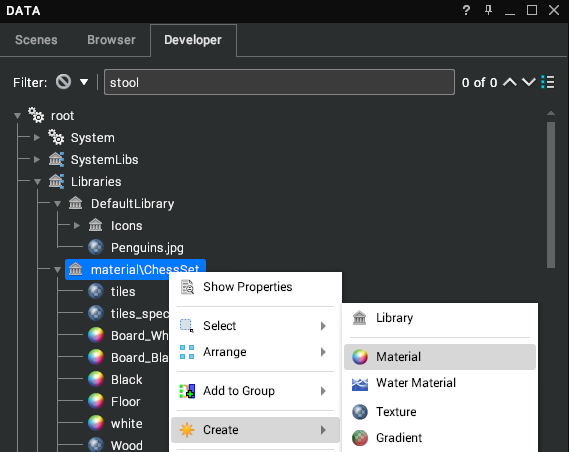 DATA
Scenes Browser Developer
Filter: stool 0 of 0
root
System
SystemLibs
Libraries
DefaultLibrary
Icons
Penguins.jpg
material\ChessSet
tiles
tiles_spec
Board_Wh
Board_Bla
Black
Floor
white
Wood
Show Properties
Select
Arrange
Add to Group
Create
Library
Material
Water Material
Texture
Gradient